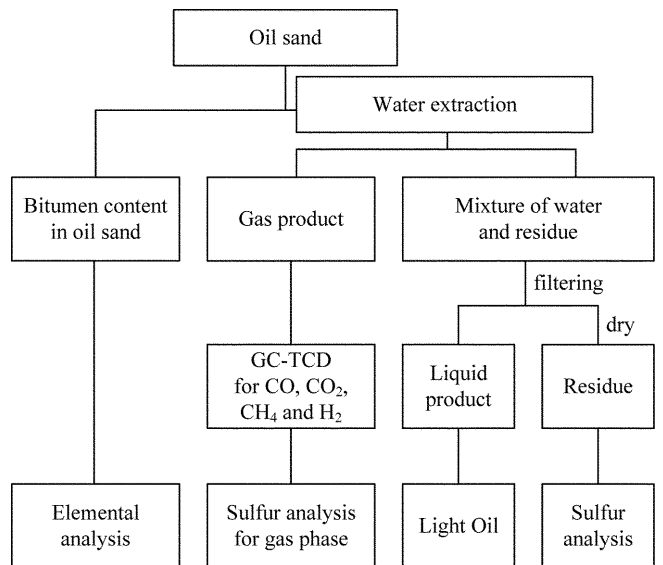 Oil sand
Water extraction
Bitumen content
in oil sand
Gas product
Mixture of water
and residue
filtering
dry
GC-TCD
for CO, CO₂,
CH₄ and H₂
Liquid
product
Residue
Elemental
analysis
Sulfur analysis
for gas phase
Light Oil
Sulfur
analysis